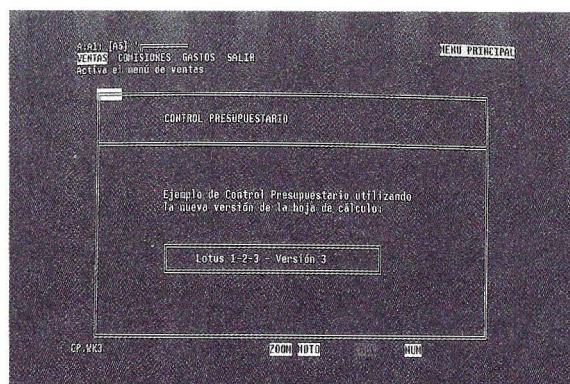 A:A1: [A5]
MENU PRINCIPAL
VENTAS COMISIONES GASTOS SALIR
Activa el menú de ventas
CONTROL PRESUPUESTARIO
Ejemplo de Control Presupuestario utilizando
la nueva versión de la hoja de cálculo:
Lotus 1-2-3 - Versión 3
CP.WK3
ZOOM NOTO NUM